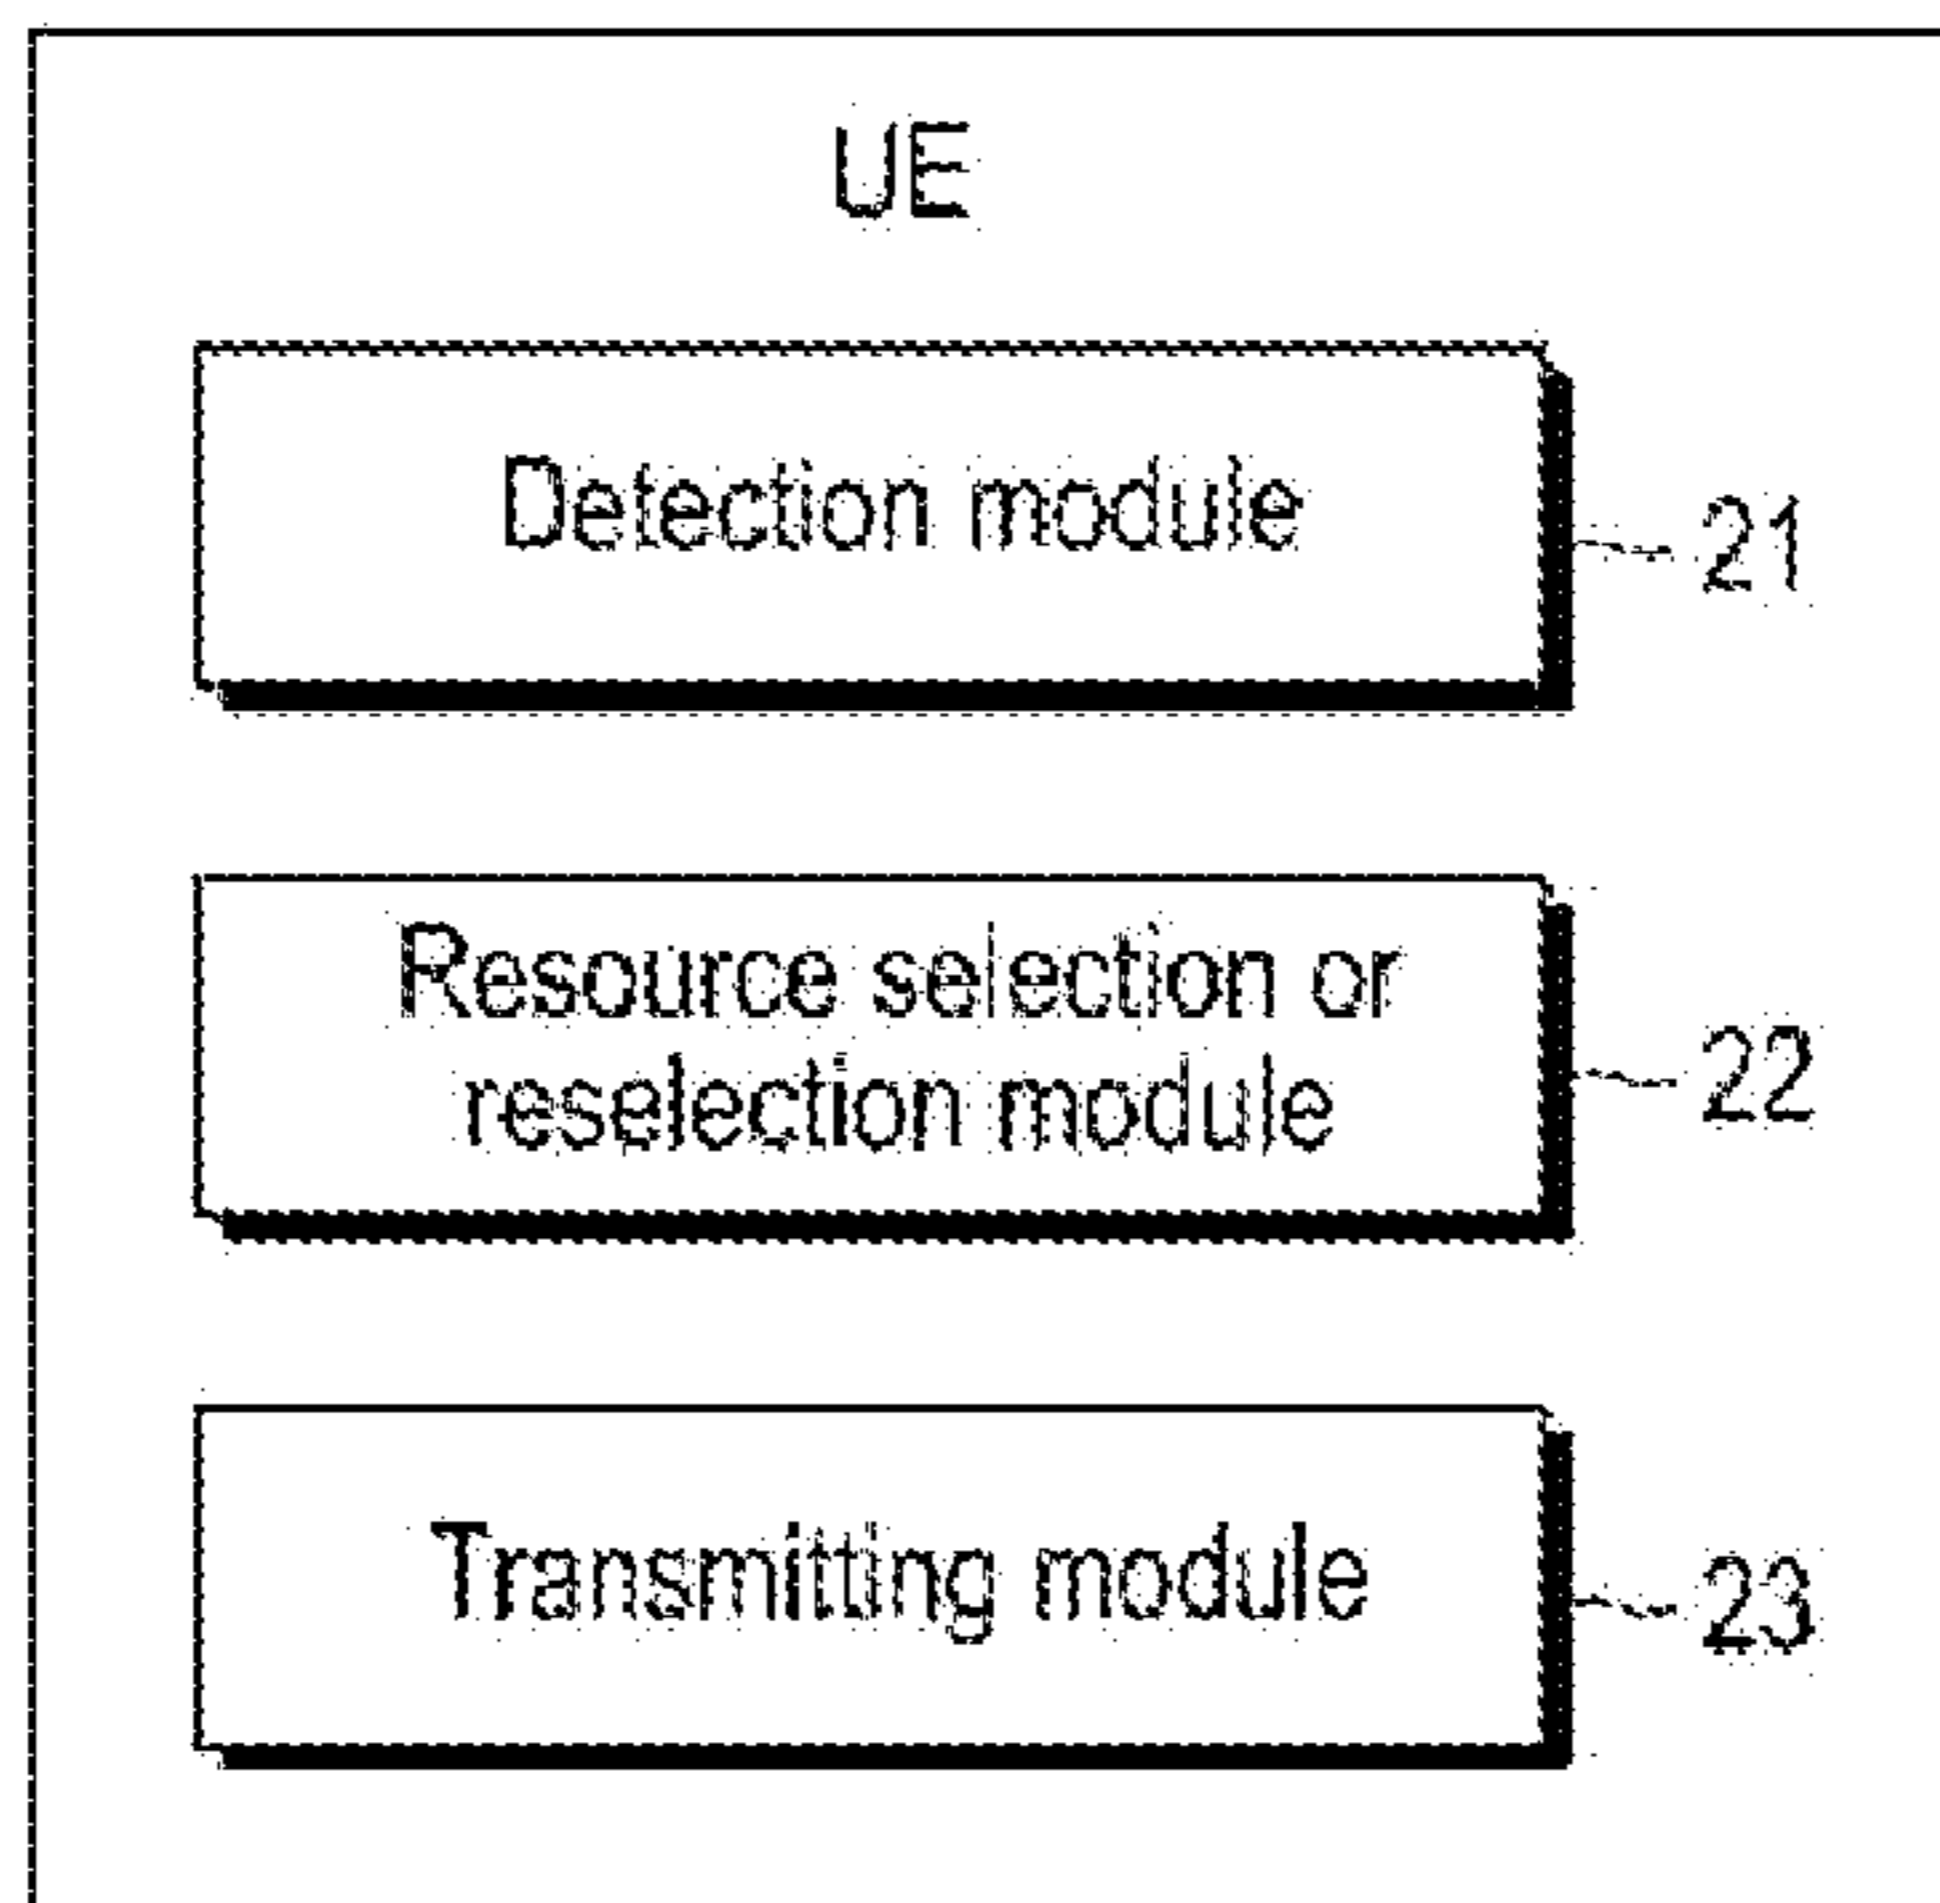 UE
Detection module
21
Resource selection or
reselection module
22
Transmitting module
23